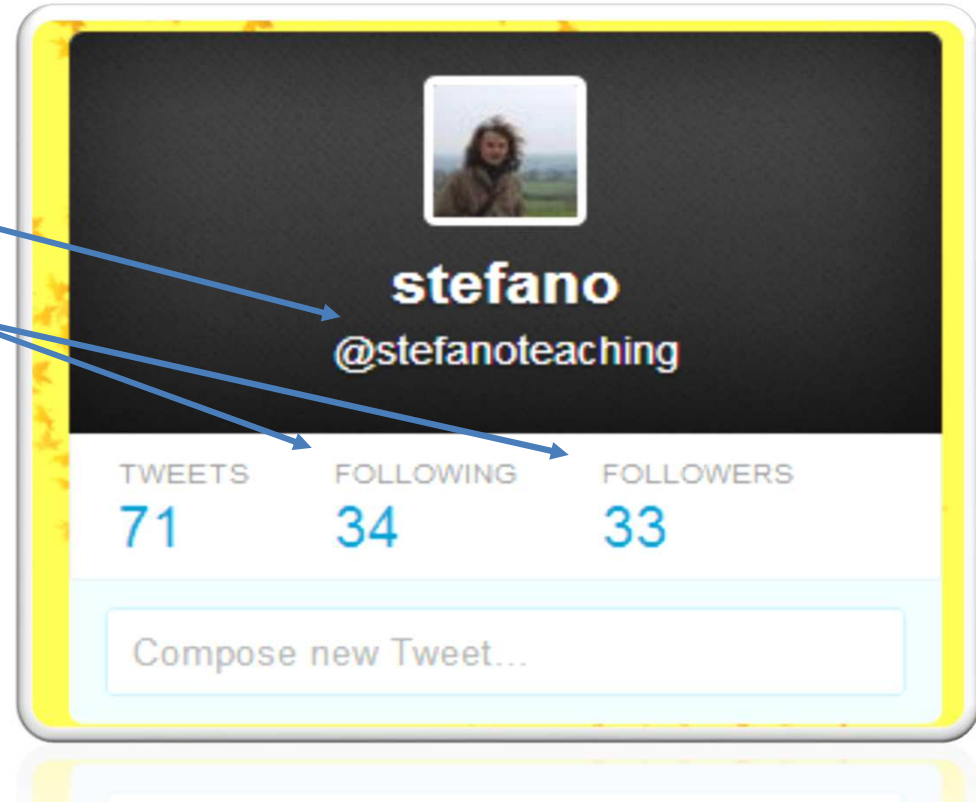 stefano
@stefanoteaching
TWEETS FOLLOWING FOLLOWERS
71 34 33
Compose new Tweet...